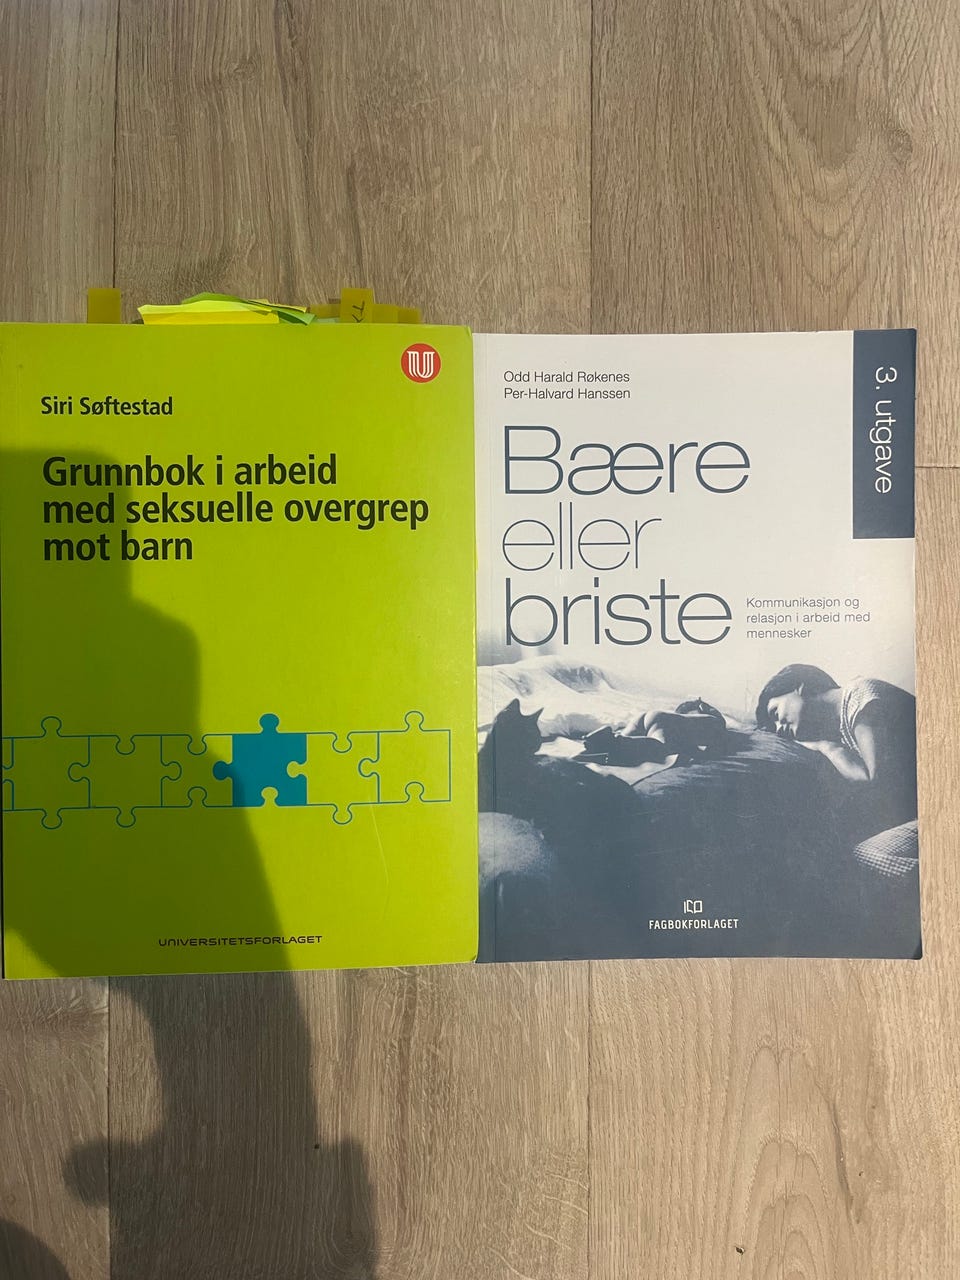 Siri Søftestad
Grunnbok i arbeid
med seksuelle overgrep
mot barn
UNIVERSITETSFORLAGET
Odd Harald Røkenes
Per-Halvard Hanssen
3. utgave
Bære
eller
briste
Kommunikasjon og
relasjon i arbeid med
mennesker
FAGBOKFORLAGET